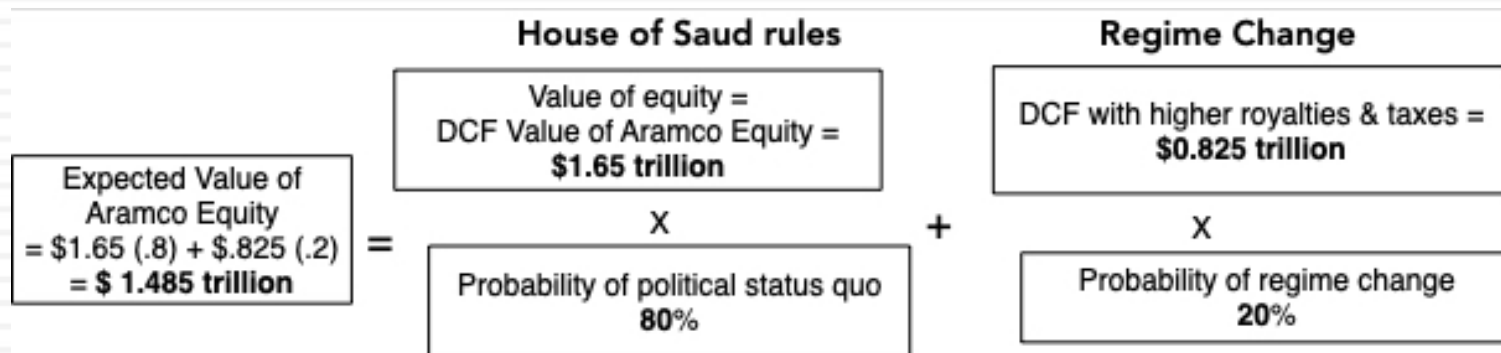 House of Saud rules
Regime Change
Value of equity =
DCF Value of Aramco Equity =
$1.65 trillion
DCF with higher royalties & taxes =
$0.825 trillion
Expected Value of
Aramco Equity
= $1.65 (.8) + $.825 (.2)
= $ 1.485 trillion
=
X
+
X
Probability of political status quo
80%
Probability of regime change
20%